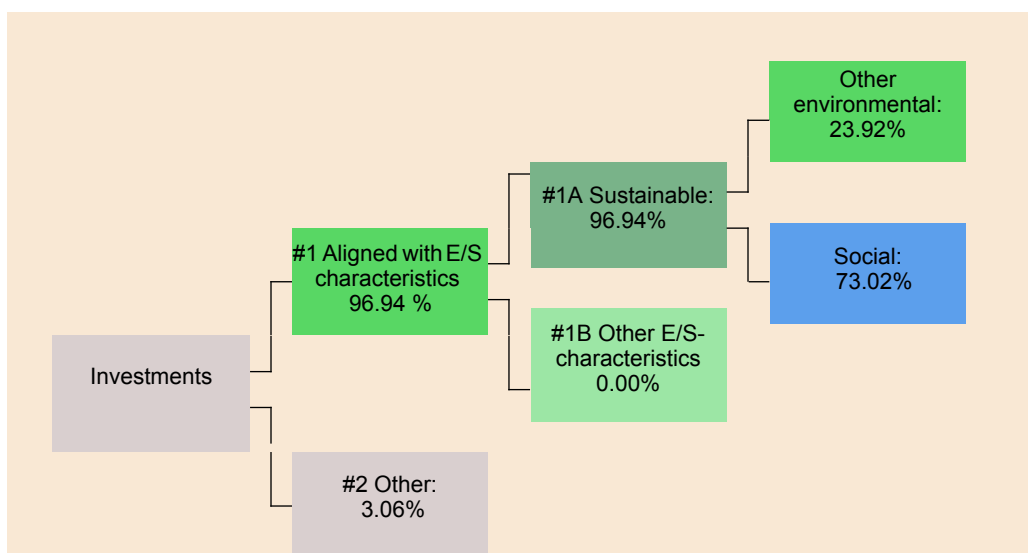 Other
environmental:
23.92%
#1A Sustainable:
96.94%
#1 Aligned with E/S
characteristics
96.94 %
Social:
73.02%
#1B Other E/S-
characteristics
0.00%
Investments
#2 Other:
3.06%